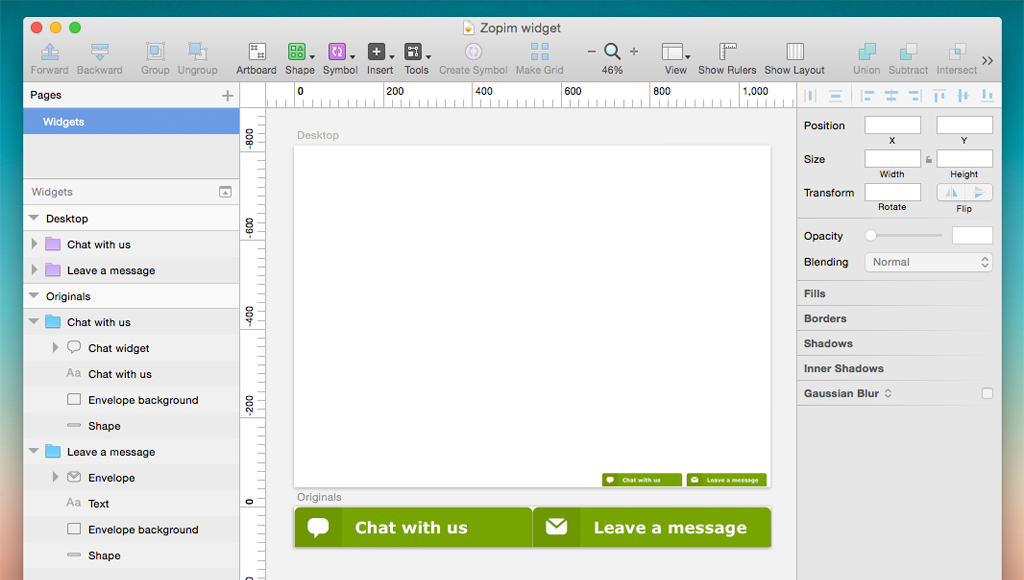 Zopim widget
Forward Backward Group Ungroup Artboard Shape Symbol Insert Tools Create Symbol Make Grid 46% View Show Rulers Show Layout Union Subtract Intersect
Pages
Widgets
Widgets
Desktop
Chat with us
Leave a message
Originals
Chat with us
Chat widget
Aa Chat with us
Envelope background
Shape
Leave a message
Envelope
Aa Text
Envelope background
Shape
0 200 400 600 800 1,000
-800
-600
-400
-200
0
Desktop
Chat with us Leave a message
Originals
Chat with us Leave a message
Position
X Y
Size
Width Height
Transform
Rotate Flip
Opacity
Blending Normal
Fills
Borders
Shadows
Inner Shadows
Gaussian Blur